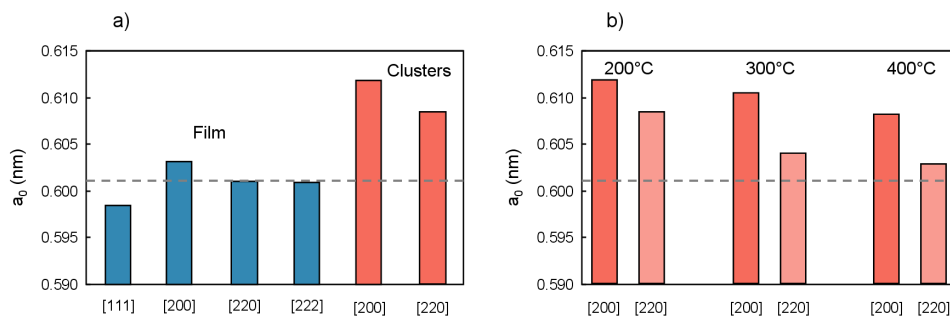 a)
0.615
0.610
0.605
0.600
0.595
0.590
a₀ (nm)
Film
Clusters
[111] [200] [220] [222] [200] [220]
b)
0.615
0.610
0.605
0.600
0.595
0.590
a₀ (nm)
200°C 300°C 400°C
[200] [220] [200] [220] [200] [220]